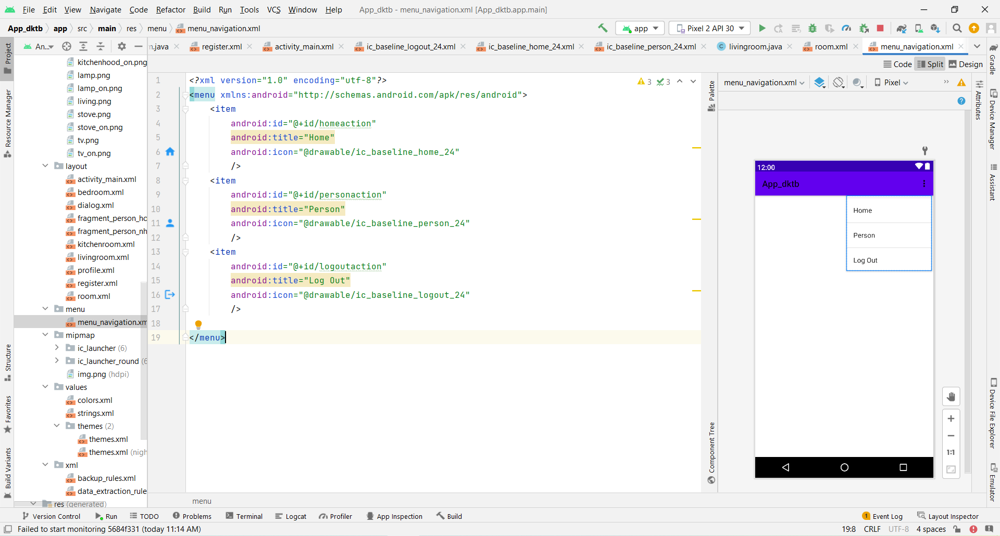 File Edit View Navigate Code Refactor Build Run Tools VCS Window Help App_dktb - menu_navigation.xml [App_dktb.app.main]
App_dktb app src main res menu menu_navigation.xml app Pixel 2 API 30
An... n.java register.xml activity_main.xml ic_baseline_logout_24.xml ic_baseline_home_24.xml ic_baseline_person_24.xml livingroom.java room.xml menu_navigation.xml
Code Split Design
Project
Resource Manager
Structure
Favorites
Build Variants
kitchenhood_on.png
lamp.png
lamp_on.png
living.png
stove.png
stove_on.png
tv.png
tv_on.png
layout
activity_main.xml
bedroom.xml
dialog.xml
fragment_person_ho
fragment_person_nh
kitchenroom.xml
livingroom.xml
profile.xml
register.xml
room.xml
menu
menu_navigation.xm
mipmap
ic_launcher (6)
ic_launcher_round (6
img.png (hdpi)
values
colors.xml
strings.xml
themes (2)
themes.xml
themes.xml (nigh
xml
backup_rules.xml
data_extraction_rule
res (generated)
1 <?xml version="1.0" encoding="utf-8"?>
2 <menu xmlns:android="http://schemas.android.com/apk/res/android">
3 <item
4 android:id="@+id/homeaction"
5 android:title="Home"
6 android:icon="@drawable/ic_baseline_home_24"
7 />
8 <item
9 android:id="@+id/personaction"
10 android:title="Person"
11 android:icon="@drawable/ic_baseline_person_24"
12 />
13 <item
14 android:id="@+id/logoutaction"
15 android:title="Log Out"
16 android:icon="@drawable/ic_baseline_logout_24"
17 />
18
19 </menu>
3 3
menu
Palette
Component Tree
menu_navigation.xml Pixel
12:00
App_dktb
Home
Person
Log Out
1:1
Attributes
Gradle
Device Manager
Assistant
Device File Explorer
Emulator
Version Control Run TODO Problems Terminal Logcat Profiler App Inspection Build 1 Event Log Layout Inspector
Failed to start monitoring 5684f331 (today 11:14 AM) 19:8 CRLF UTF-8 4 spaces